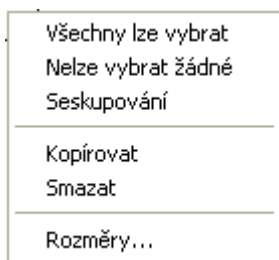 Všechny lze vybrat
Nelze vybrat žádné
Seskupování
Kopírovat
Smazat
Rozměry...